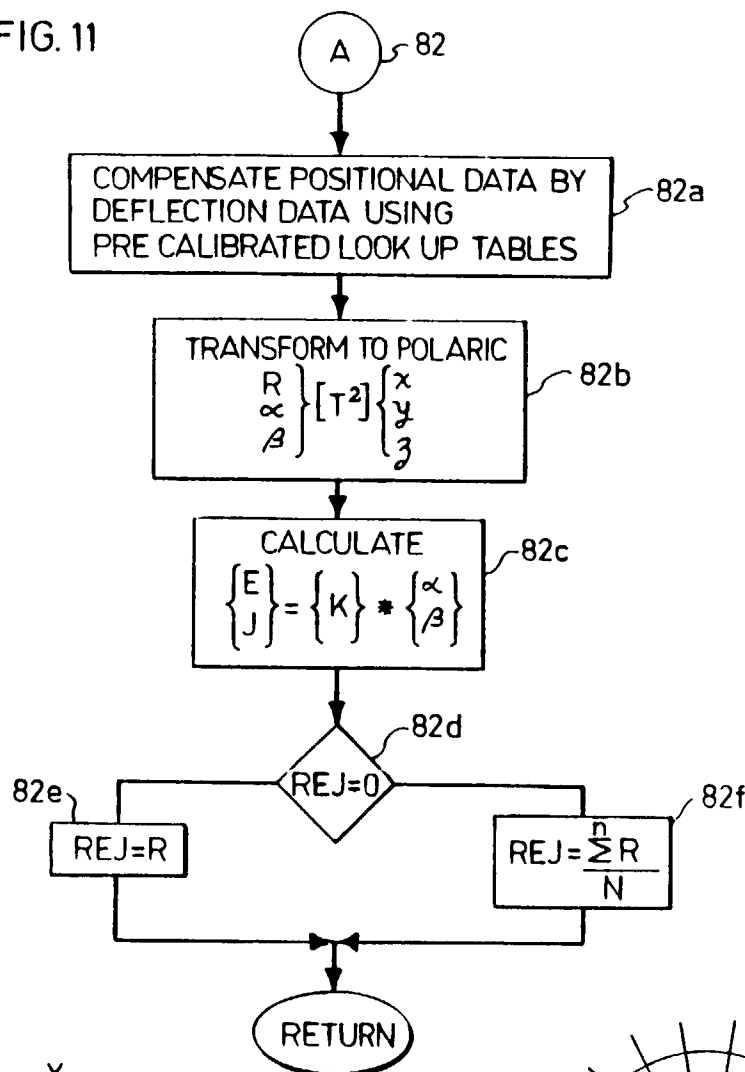 FIG. 11
A
82
COMPENSATE POSITIONAL DATA BY
DEFLECTION DATA USING
PRE CALIBRATED LOOK UP TABLES
82a
TRANSFORM TO POLARIC
R
α
β
}[T²]{
x
y
z
82b
CALCULATE
{E J} = {K} * {α β}
82c
82d
REJ=0
82e
REJ=R
82f
REJ= n Σ R / N
RETURN